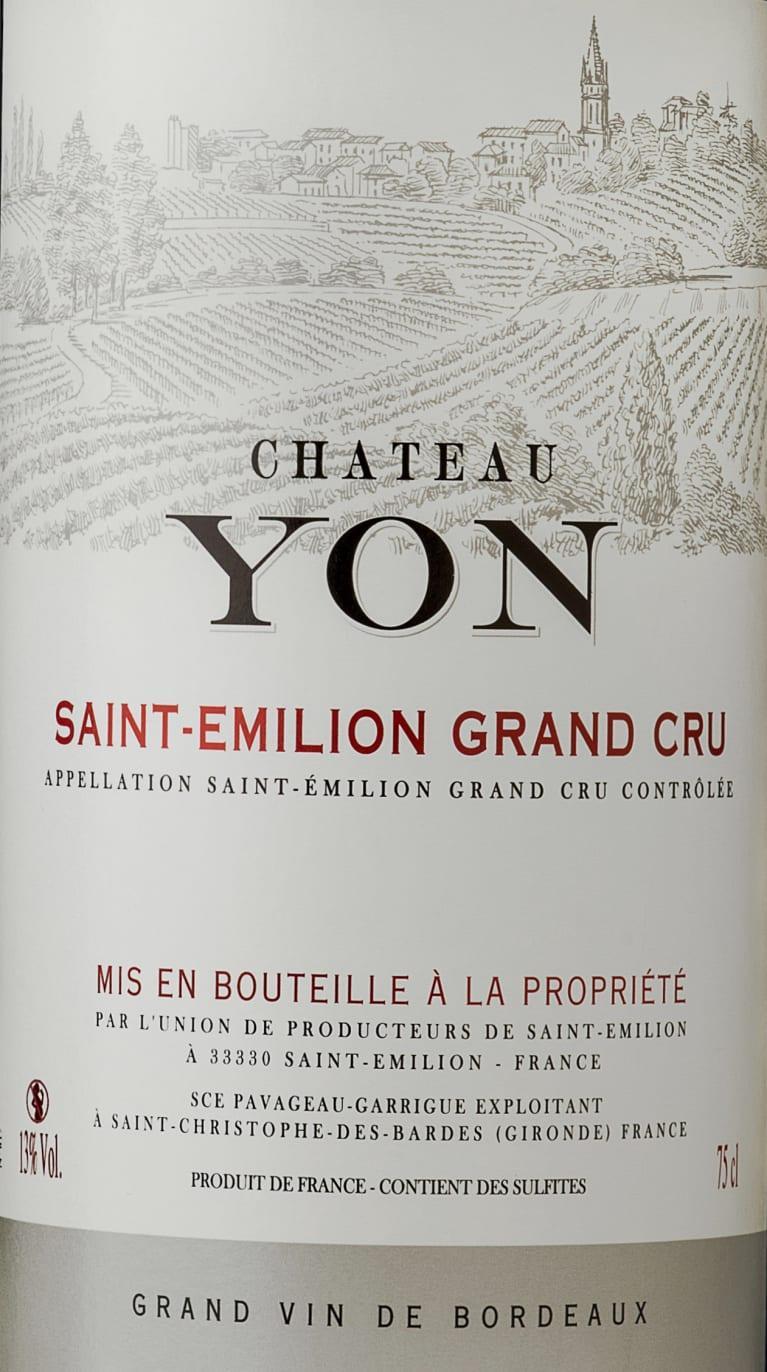 CHATEAU
YON
SAINT-EMILION GRAND CRU
APPELLATION SAINT-ÉMILION GRAND CRU CONTRÔLÉE
MIS EN BOUTEILLE À LA PROPRIÉTÉ
PAR L'UNION DE PRODUCTEURS DE SAINT-EMILION
À 33330 SAINT-EMILION - FRANCE
SCE PAVAGEAU-GARRIGUE EXPLOITANT
À SAINT-CHRISTOPHE-DES-BARDES (GIRONDE) FRANCE
13% Vol.
75 cl
PRODUIT DE FRANCE - CONTIENT DES SULFITES
GRAND VIN DE BORDEAUX